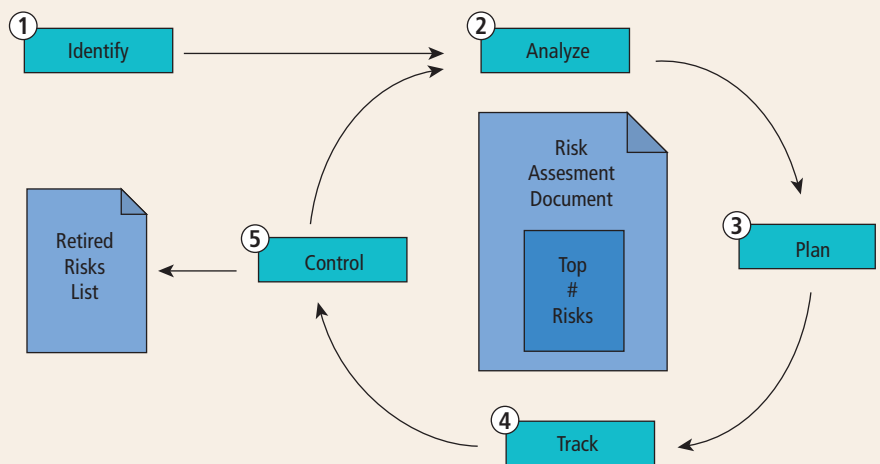 1
Identify
2
Analyze
Risk
Assesment
Document
Top
#
Risks
3
Plan
4
Track
5
Control
Retired
Risks
List